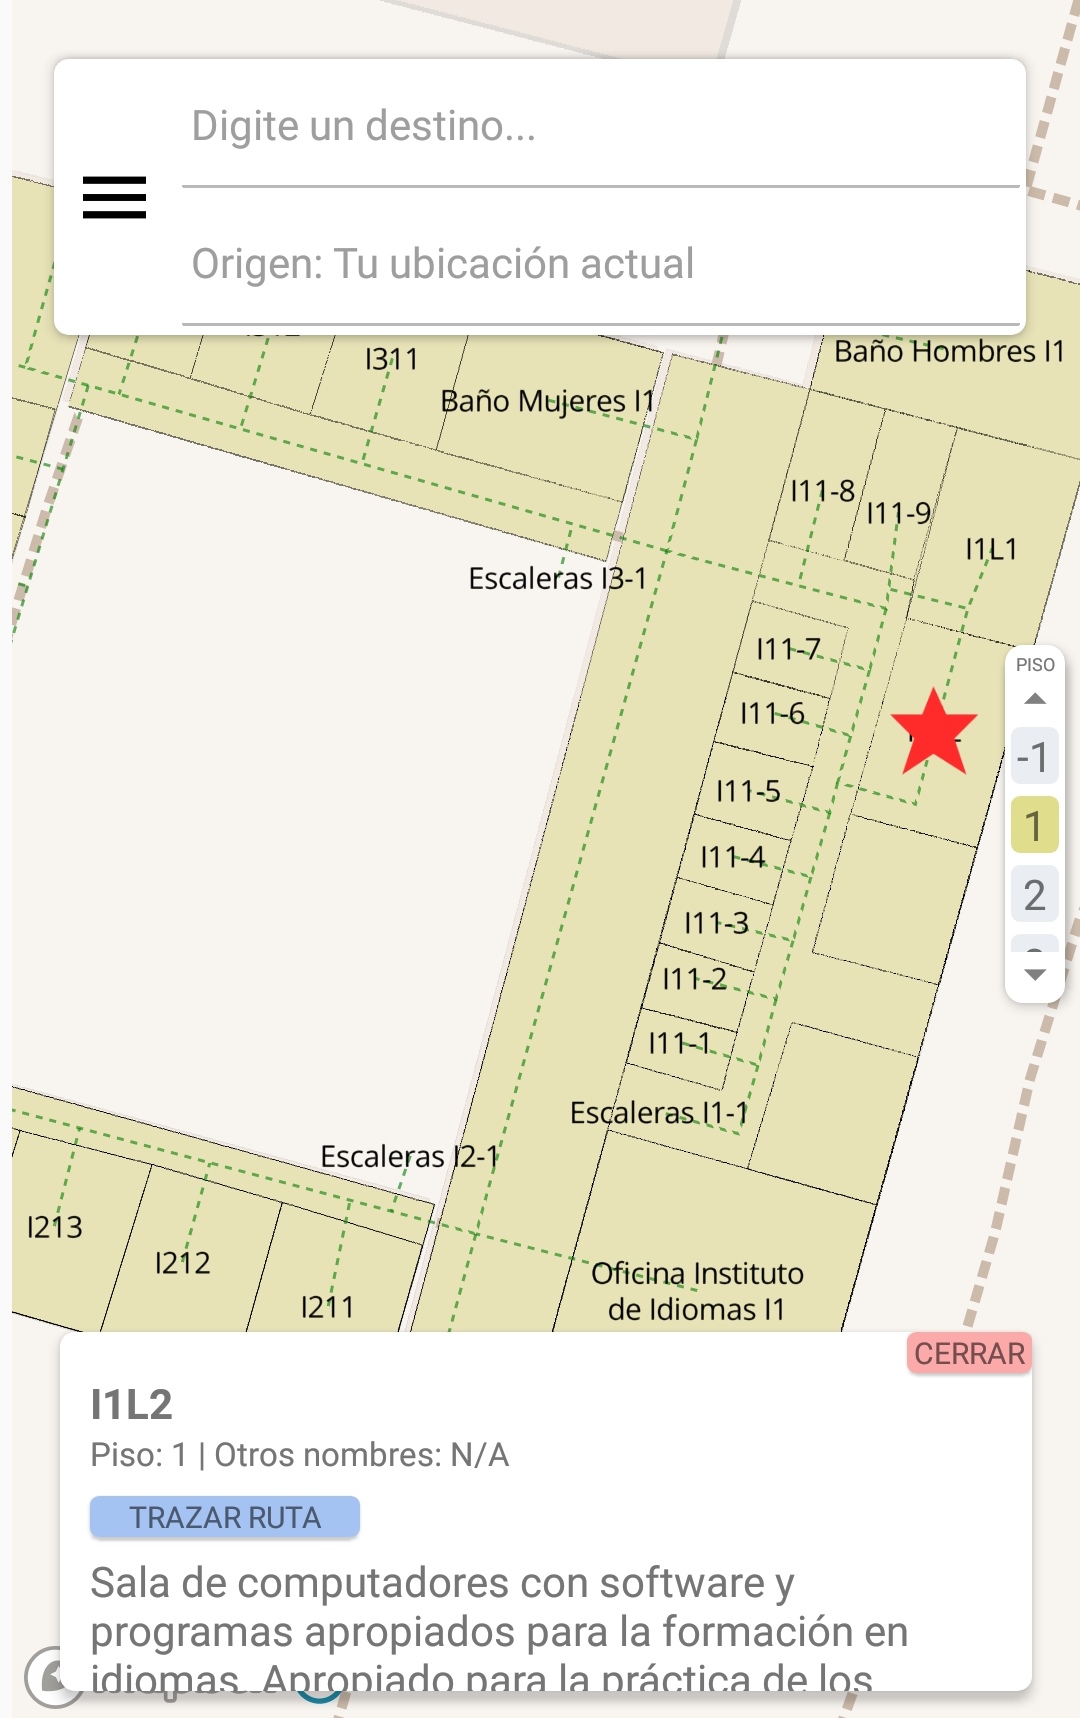 Digite un destino...
Origen: Tu ubicación actual
I311
Baño Hombres I1
Baño Mujeres I1
I11-8
I11-9
I1L1
Escaleras I3-1
I11-7
PISO
I11-6
-1
I11-5
1
I11-4
2
I11-3
I11-2
I11-1
Escaleras I1-1
Escaleras I2-1
I213
I212
Oficina Instituto
de Idiomas I1
I211
CERRAR
I1L2
Piso: 1 | Otros nombres: N/A
TRAZAR RUTA
Sala de computadores con software y
programas apropiados para la formación en
idiomas. Apropiado para la práctica de los